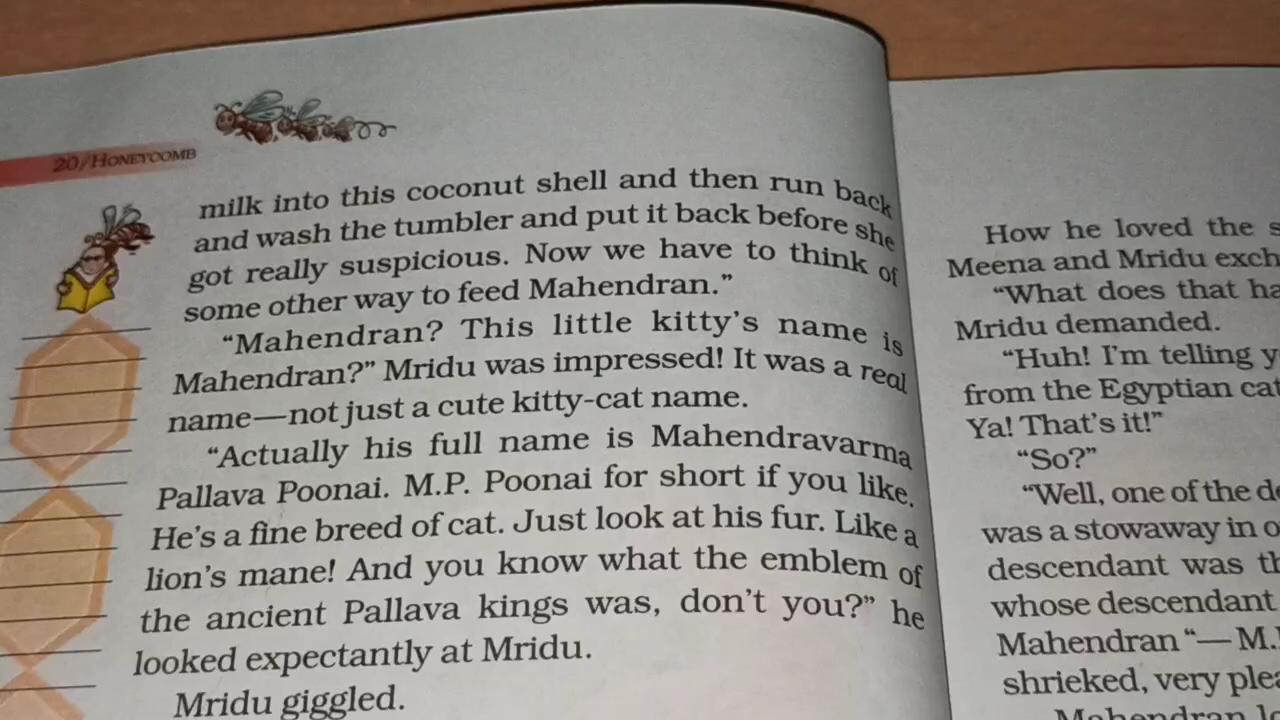 20/HONEYCOMB
milk into this coconut shell and then run back
and wash the tumbler and put it back before she
got really suspicious. Now we have to think of
some other way to feed Mahendran.”
“Mahendran? This little kitty’s name is
Mahendran?” Mridu was impressed! It was a real
name—not just a cute kitty-cat name.
“Actually his full name is Mahendravarma
Pallava Poonai. M.P. Poonai for short if you like.
He’s a fine breed of cat. Just look at his fur. Like a
lion’s mane! And you know what the emblem of
the ancient Pallava kings was, don’t you?” he
looked expectantly at Mridu.
Mridu giggled.
How he loved the
Meena and Mridu
“What does that
Mridu demanded.
“Huh! I’m telling
from the Egyptian
Ya! That’s it!”
“So?”
“Well, one of the
was a stowaway in
descendant was
whose descendant
Mahendran “— M.
shrieked, very
Mahendran